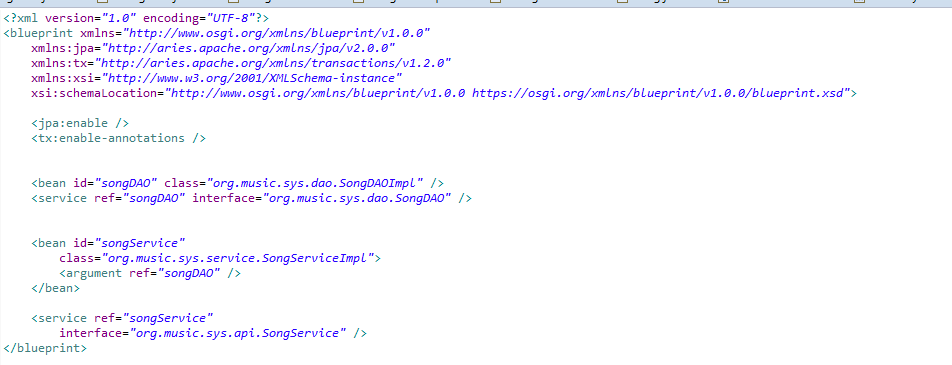 <?xml version="1.0" encoding="UTF-8"?>
<blueprint xmlns="http://www.osgi.org/xmlns/blueprint/v1.0.0"
    xmlns:jpa="http://aries.apache.org/xmlns/jpa/v2.0.0"
    xmlns:tx="http://aries.apache.org/xmlns/transactions/v1.2.0"
    xmlns:xsi="http://www.w3.org/2001/XMLSchema-instance"
    xsi:schemaLocation="http://www.osgi.org/xmlns/blueprint/v1.0.0 https://osgi.org/xmlns/blueprint/v1.0.0/blueprint.xsd">

    <jpa:enable />
    <tx:enable-annotations />


    <bean id="songDAO" class="org.music.sys.dao.SongDAOImpl" />
    <service ref="songDAO" interface="org.music.sys.dao.SongDAO" />


    <bean id="songService"
        class="org.music.sys.service.SongServiceImpl">
        <argument ref="songDAO" />
    </bean>

    <service ref="songService"
        interface="org.music.sys.api.SongService" />
</blueprint>